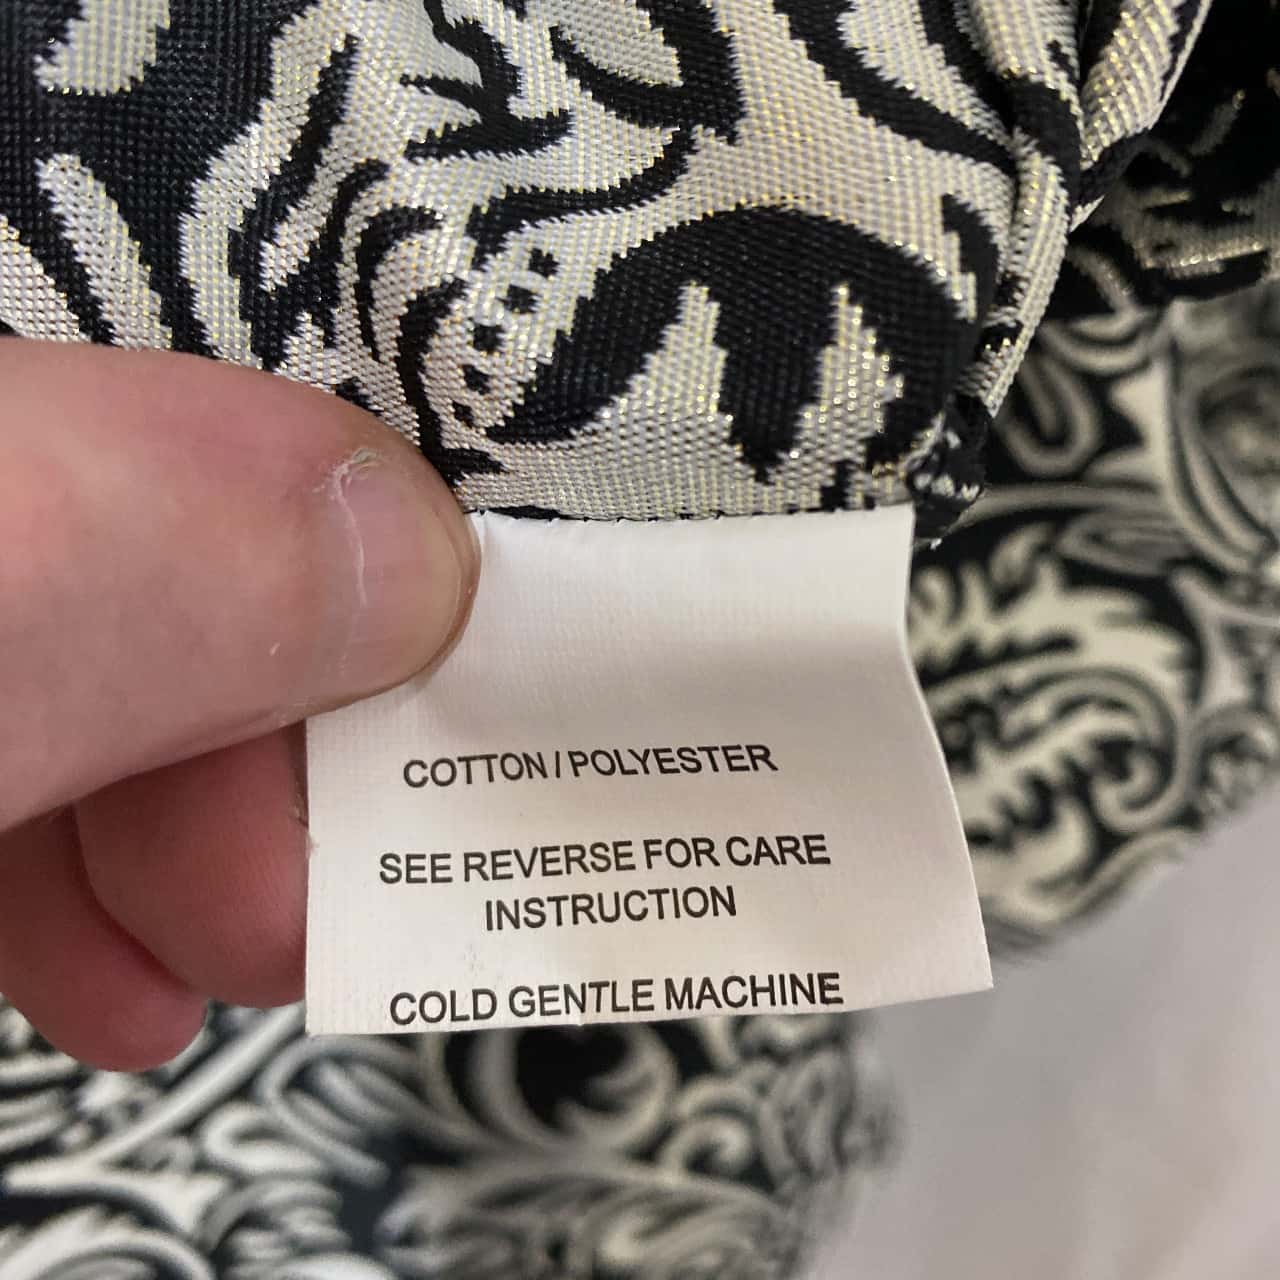 COTTON / POLYESTER
SEE REVERSE FOR CARE
INSTRUCTION
COLD GENTLE MACHINE